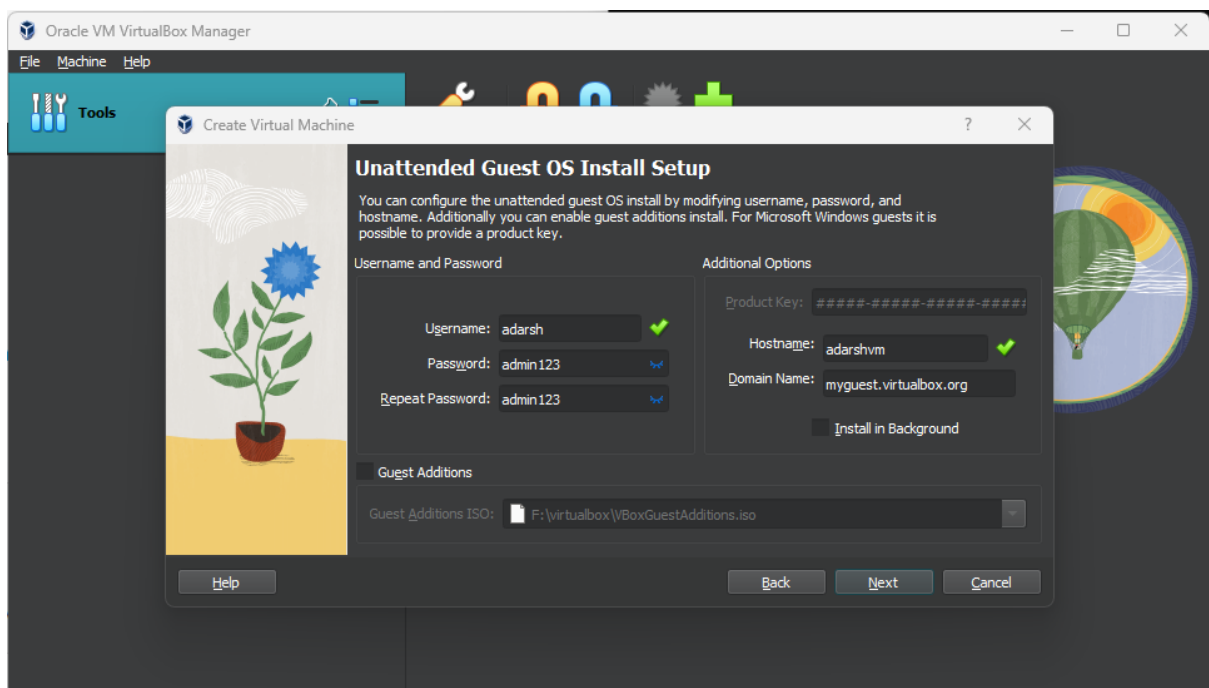 Oracle VM VirtualBox Manager
File Machine Help
Tools
Create Virtual Machine
?
Unattended Guest OS Install Setup
You can configure the unattended guest OS install by modifying username, password, and
hostname. Additionally you can enable guest additions install. For Microsoft Windows guests it is
possible to provide a product key.
Username and Password
Username: adarsh
Password: admin123
Repeat Password: admin123
Additional Options
Product Key: #####-#####-#####-#####
Hostname: adarshvm
Domain Name: myguest.virtualbox.org
Install in Background
Guest Additions
Guest Additions ISO: F:\virtualbox\VBoxGuestAdditions.iso
Help Back Next Cancel